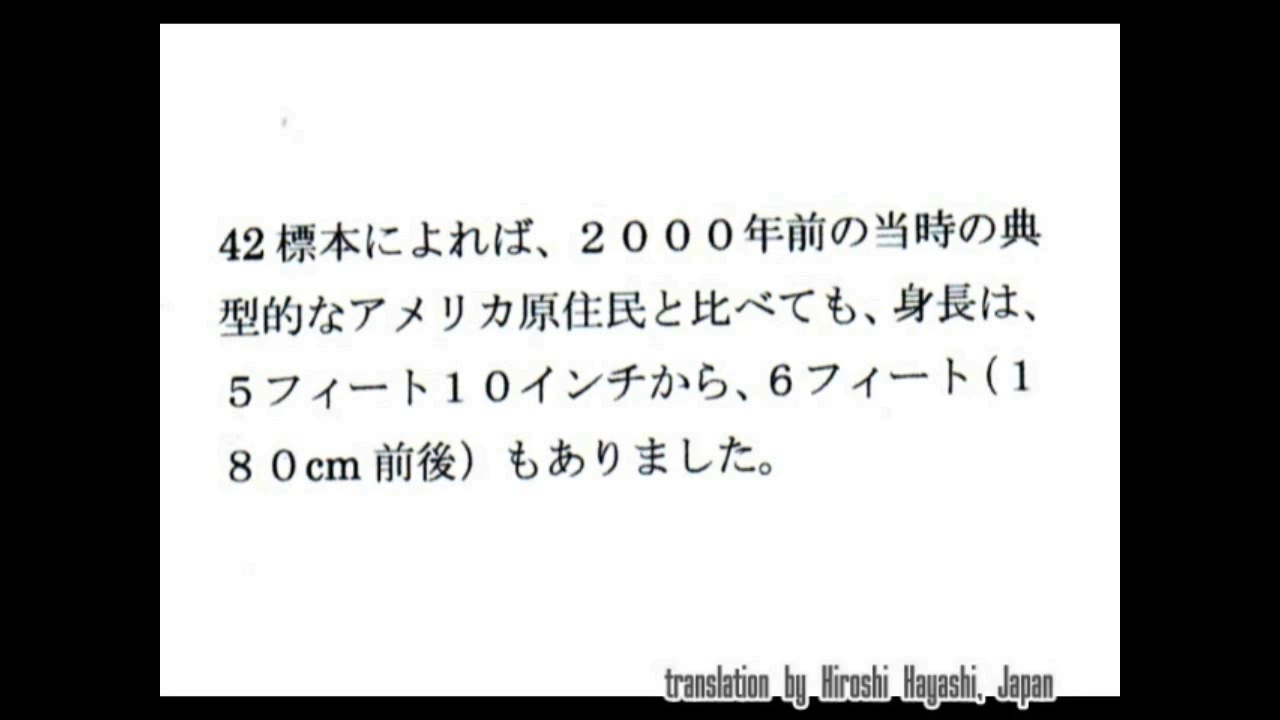 42 標本によれば、２０００年前の当時の典
型的なアメリカ原住民と比べても、身長は、
５フィート１０インチから、６フィート（１
８０cm 前後）もありました。
translation by Hiroshi Hayashi, Japan